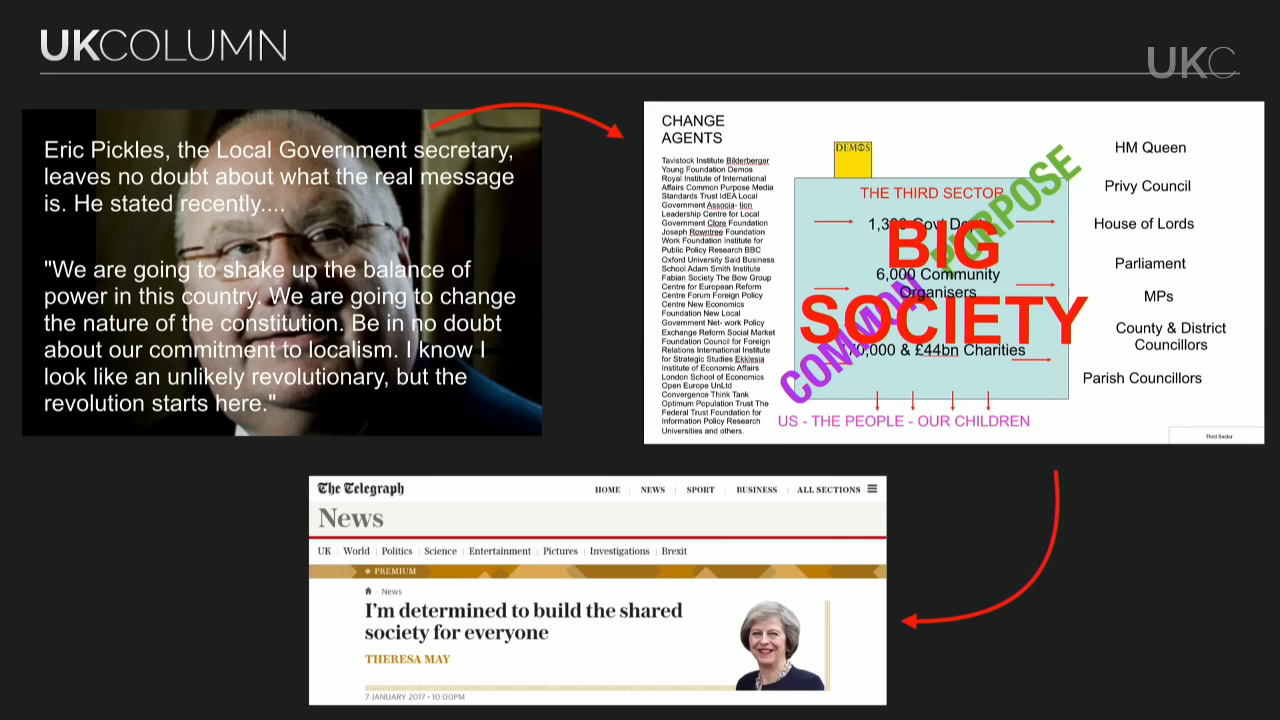 UKCOLUMN
UKC
Eric Pickles, the Local Government secretary,
leaves no doubt about what the real message
is. He stated recently....
"We are going to shake up the balance of
power in this country. We are going to change
the nature of the constitution. Be in no doubt
about our commitment to localism. I know I
look like an unlikely revolutionary, but the
revolution starts here."
CHANGE
AGENTS
Tavistock Institute Bilderberger
Young Foundation Demos
Royal Institute of International
Affairs Common Purpose Media
Standards Trust IdEA Local
Government Associa- tion
Leadership Centre for Local
Government Clore Foundation
Joseph Rowntree Foundation
Work Foundation Institute for
Public Policy Research BBC
Oxford University Said Business
School Adam Smith Institute
Fabian Society The Bow Group
Centre for European Reform
Centre Forum Foreign Policy
Centre New Economics
Foundation New Local
Government Net- work Policy
Exchange Reform Social Market
Foundation Council for Foreign
Relations International Institute
for Strategic Studies Ekklesia
Institute of Economic Affairs
London School of Economics
Open Europe UnLtd
Convergence Think Tank
Optimum Population Trust The
Federal Trust Foundation for
Information Policy Research
Universities and others.
DEMOS
THE THIRD SECTOR
Govt
6,000 Community
Organisers
& £44bn Charities
BIG
SOCIETY
COMMON PURPOSE
US - THE PEOPLE - OUR CHILDREN
HM Queen
Privy Council
House of Lords
Parliament
MPs
County & District
Councillors
Parish Councillors
Third Sector
The Telegraph
HOME NEWS SPORT BUSINESS ALL SECTIONS
News
UK World Politics Science Entertainment Pictures Investigations Brexit
PREMIUM
News
I'm determined to build the shared
society for everyone
THERESA MAY
7 JANUARY 2017 • 10:00PM